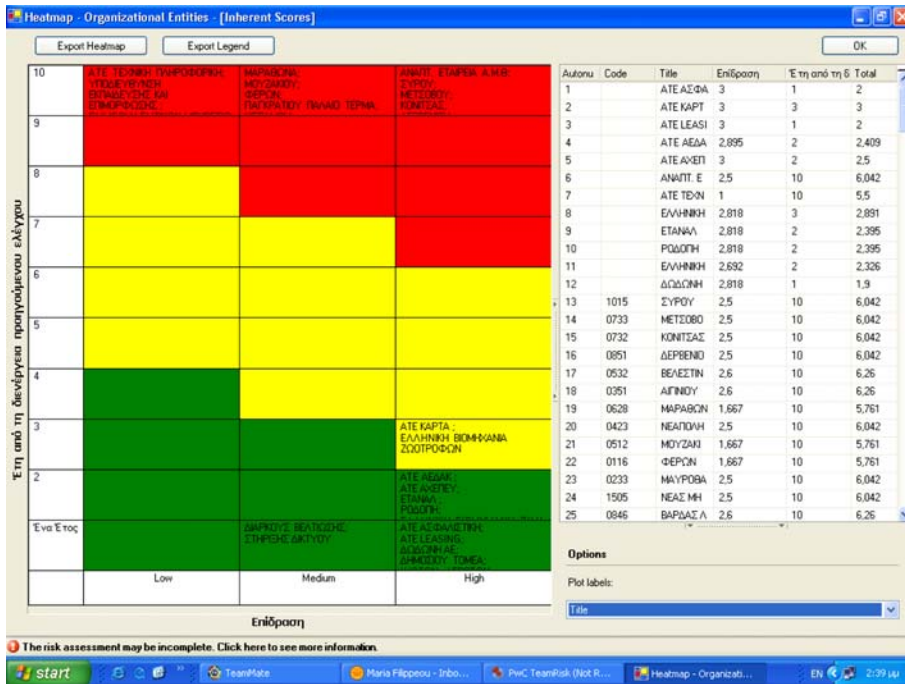 Heatmap - Organizational Entities - [Inherent Scores]
Export Heatmap Export Legend OK
10
ΑΤΕ ΤΕΧΝΙΚΗ ΠΛΗΡΟΦΟΡΙΚΗ;
ΥΠΟΔΙΕΥΘΥΝΣΗ
ΕΚΠΑΙΔΕΥΣΗΣ ΚΑΙ
ΕΠΙΜΟΡΦΩΣΗΣ ;
ΜΑΡΑΘΩΝΑ;
ΜΟΥΖΑΚΙΟΥ;
ΦΕΡΩΝ;
ΠΑΓΚΡΑΤΙΟΥ ΠΑΛΑΙΟ ΤΕΡΜΑ;
ΑΝΑΠΤ. ΕΤΑΙΡΕΙΑ Α.Μ.Θ;
ΣΥΡΟΥ;
ΜΕΤΣΟΒΟΥ;
ΚΟΝΙΤΣΑΣ;
9
8
7
6
5
4
3
ΑΤΕ ΚΑΡΤΑ ;
ΕΛΛΗΝΙΚΗ ΒΙΟΜΗΧΑΝΙΑ
ΖΩΟΤΡΟΦΩΝ
2
ΑΤΕ ΑΕΔΑΚ ;
ΑΤΕ ΑΧΕΠΕΥ ;
ΕΤΑΝΑΛ ;
ΡΟΔΟΠΗ;
Ένα Έτος
ΔΙΑΡΚΟΥΣ ΒΕΛΤΙΩΣΗΣ
ΣΤΗΡΙΞΗΣ ΔΙΚΤΥΟΥ
ΑΤΕ ΑΣΦΑΛΙΣΤΙΚΗ;
ΑΤΕ LEASING;
ΔΩΔΩΝΗ ΑΕ ;
ΔΗΜΟΣΙΟΥ ΤΟΜΕΑ;
Low Medium High
Επίδραση
Έτη από τη διενέργεια προηγούμενου ελέγχου
Autonu Code Title Επίδραση Έτη από τη δ Total
1 ΑΤΕ ΑΣΦΑ 3 1 2
2 ΑΤΕ ΚΑΡΤ 3 3 3
3 ATE LEASI 3 1 2
4 ΑΤΕ ΑΕΔΑ 2,895 2 2,409
5 ΑΤΕ ΑΧΕΠ 3 2 2,5
6 ΑΝΑΠΤ. Ε 2,5 10 6,042
7 ΑΤΕ ΤΕΧΝ 1 10 5,5
8 ΕΛΛΗΝΙΚΗ 2,818 3 2,891
9 ΕΤΑΝΑΛ 2,818 2 2,395
10 ΡΟΔΟΠΗ 2,818 2 2,395
11 ΕΛΛΗΝΙΚΗ 2,692 2 2,326
12 ΔΩΔΩΝΗ 2,818 1 1,9
13 1015 ΣΥΡΟΥ 2,5 10 6,042
14 0733 ΜΕΤΣΟΒΟ 2,5 10 6,042
15 0732 ΚΟΝΙΤΣΑΣ 2,5 10 6,042
16 0851 ΔΕΡΒΕΝΙΟ 2,5 10 6,042
17 0532 ΒΕΛΕΣΤΙΝ 2,6 10 6,26
18 0351 ΑΙΓΙΝΙΟΥ 2,6 10 6,26
19 0628 ΜΑΡΑΘΩΝ 1,667 10 5,761
20 0423 ΝΕΑΠΟΛΗ 2,5 10 6,042
21 0512 ΜΟΥΖΑΚΙ 1,667 10 5,761
22 0116 ΦΕΡΩΝ 1,667 10 5,761
23 0233 ΜΑΥΡΟΘΑ 2,5 10 6,042
24 1505 ΝΕΑΣ ΜΗ 2,5 10 6,042
25 0846 ΒΑΡΔΑΣ Λ 2,6 10 6,26
Options
Plot labels:
Title
The risk assessment may be incomplete. Click here to see more information.
start TeamMate Maria Filippeou - Inbo... PwC TeamRisk (Not R... Heatmap - Organizati... EN 2:39 μμ